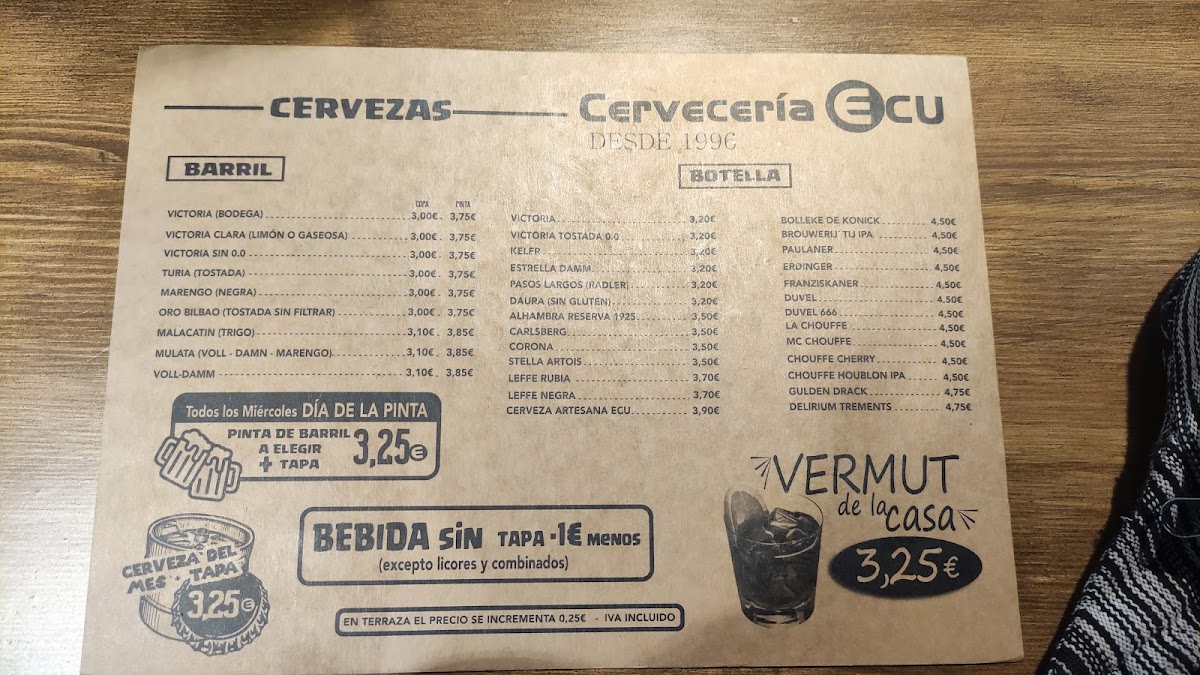 CERVEZAS
Cervecería ECU
DESDE 1996
BARRIL
COPA PINTA
VICTORIA (BODEGA) 3,00€ 3,75€
VICTORIA CLARA (LIMÓN O GASEOSA) 3,00€ 3,75€
VICTORIA SIN 0.0 3,00€ 3,75€
TURIA (TOSTADA) 3,00€ 3,75€
MARENGO (NEGRA) 3,00€ 3,75€
ORO BILBAO (TOSTADA SIN FILTRAR) 3,00€ 3,75€
MALACATIN (TRIGO) 3,10€ 3,85€
MULATA (VOLL - DAMN - MARENGO) 3,10€ 3,85€
VOLL-DAMM 3,10€ 3,85€
BOTELLA
VICTORIA 3,20€
VICTORIA TOSTADA 0.0 3,20€
KELER 3,20€
ESTRELLA DAMM 3,20€
PASOS LARGOS (RADLER) 3,20€
DAURA (SIN GLUTEN) 3,20€
ALHAMBRA RESERVA 1925 3,50€
CARLSBERG 3,50€
CORONA 3,50€
STELLA ARTOIS 3,50€
LEFFE RUBIA 3,70€
LEFFE NEGRA 3,70€
CERVEZA ARTESANA ECU 3,90€
BOLLEKE DE KONICK 4,50€
BROUWERIJ TIJ IPA 4,50€
PAULANER 4,50€
ERDINGER 4,50€
FRANZISKANER 4,50€
DUVEL 4,50€
DUVEL 666 4,50€
LA CHOUFFE 4,50€
MC CHOUFFE 4,50€
CHOUFFE CHERRY 4,50€
CHOUFFE HOUBLON IPA 4,50€
GULDEN DRACK 4,75€
DELIRIUM TREMENTS 4,75€
Todos los Miércoles DÍA DE LA PINTA
PINTA DE BARRIL
A ELEGIR
+ TAPA
3,25€
CERVEZA DEL
MES + TAPA
3,25€
BEBIDA SiN TAPA -1€ MENOS
(excepto licores y combinados)
EN TERRAZA EL PRECIO SE INCREMENTA 0,25€ - IVA INCLUIDO
VERMUT
de la casa
3,25€